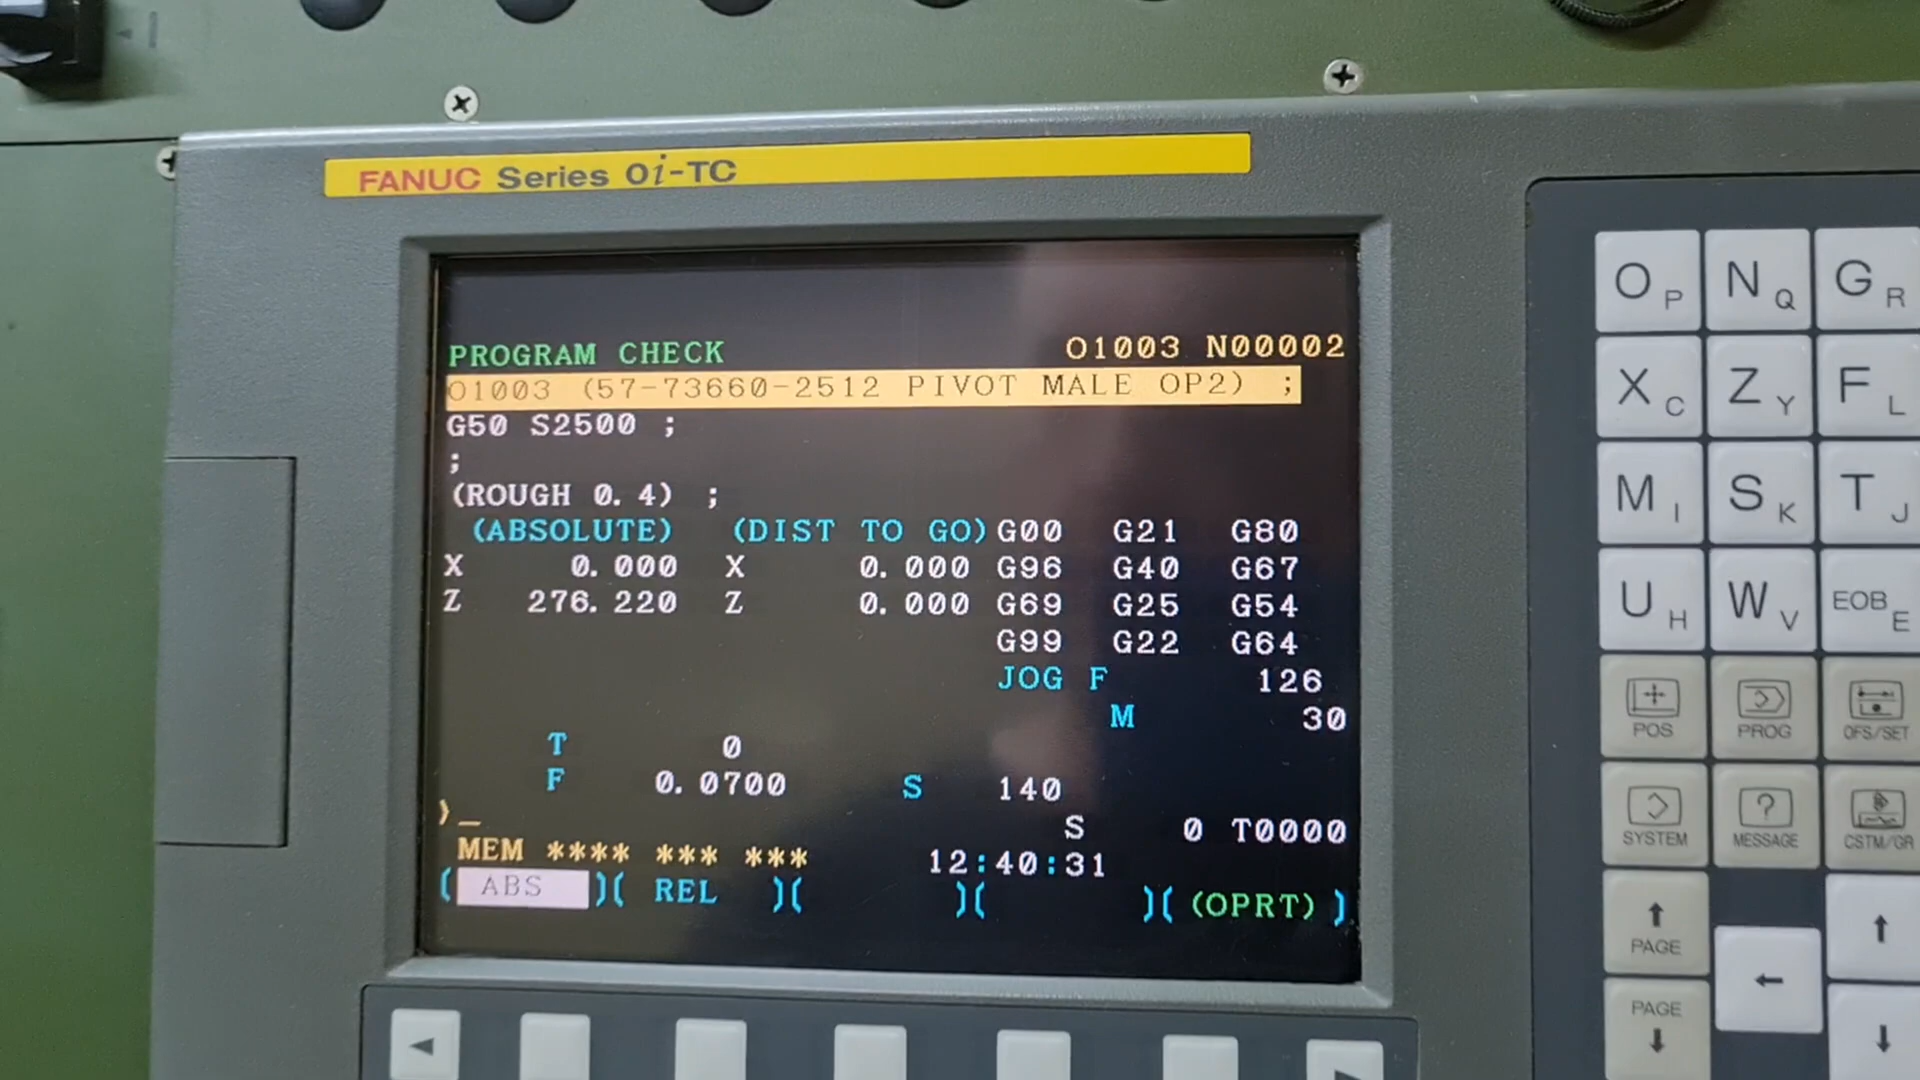 FANUC Series 0i-TC
PROGRAM CHECK O1003 N00002
O1003 (57-73660-2512 PIVOT MALE OP2) ;
G50 S2500 ;
;
(ROUGH 0.4) ;
(ABSOLUTE) (DIST TO GO) G00 G21 G80
X 0.000 X 0.000 G96 G40 G67
Z 276.220 Z 0.000 G69 G25 G54
G99 G22 G64
JOG F 126
M 30
T 0
F 0.0700 S 140
>_
S 0 T0000
MEM **** *** ***
12:40:31
( ABS )( REL )( )( )( (OPRT) )
O P N Q G R
X C Z Y F L
M I S K T J
U H W V EOB E
POS PROG OFS/SET
SYSTEM MESSAGE CSTM/GR
↑ PAGE ↑
←
PAGE ↓ ↓
◄